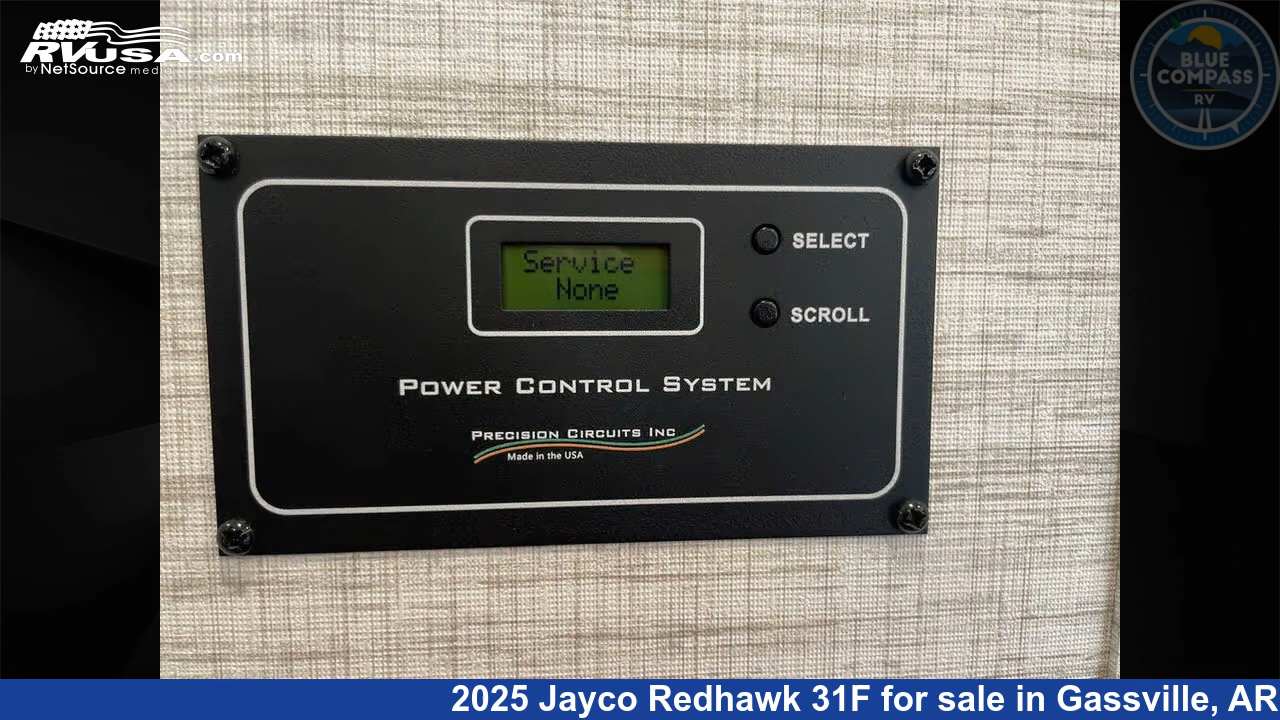 RVUSA.com
by NetSource media
BLUE
COMPASS
RV
Service
None
SELECT
SCROLL
POWER CONTROL SYSTEM
PRECISION CIRCUITS INC
Made in the USA
2025 Jayco Redhawk 31F for sale in Gassville, AR